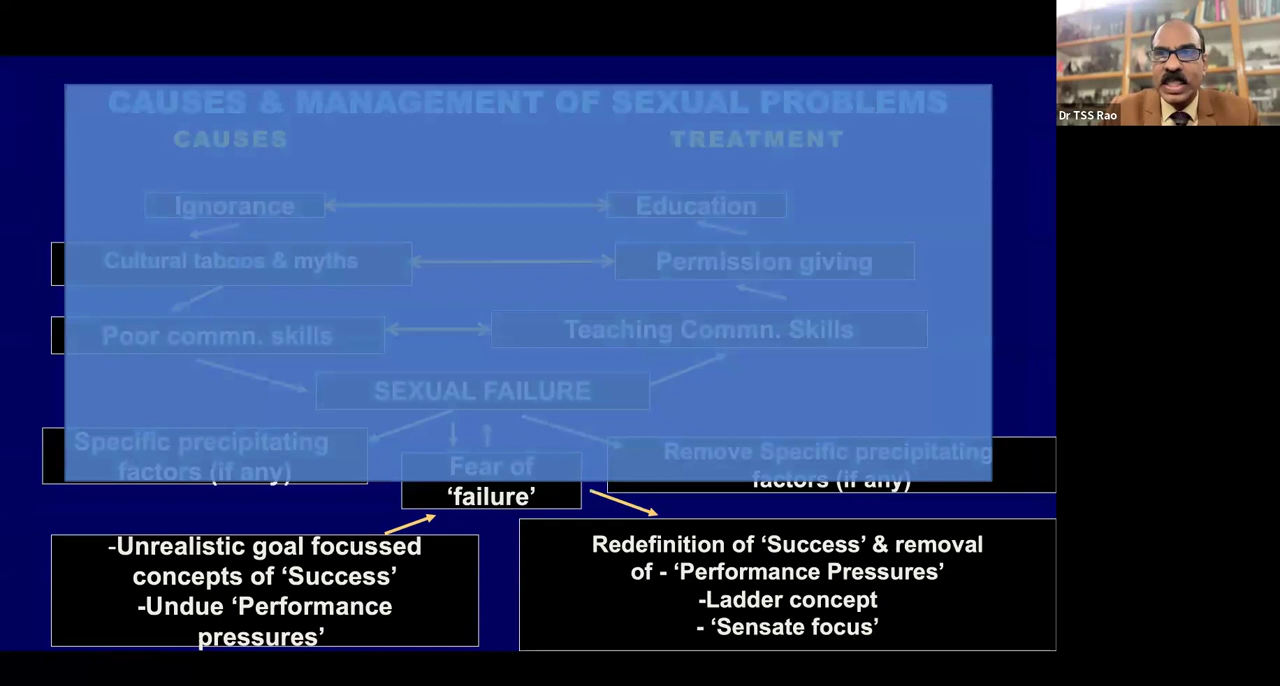 CAUSES & MANAGEMENT OF SEXUAL PROBLEMS
CAUSES
TREATMENT
Ignorance
Education
Cultural taboos & myths
Permission giving
Poor commn. skills
Teaching Commn. Skills
SEXUAL FAILURE
Specific precipitating
factors (if any)
Fear of
‘failure’
Remove Specific precipitating
factors (if any)
-Unrealistic goal focussed
concepts of ‘Success’
-Undue ‘Performance
pressures’
Redefinition of ‘Success’ & removal
of - ‘Performance Pressures’
-Ladder concept
- ‘Sensate focus’
Dr TSS Rao